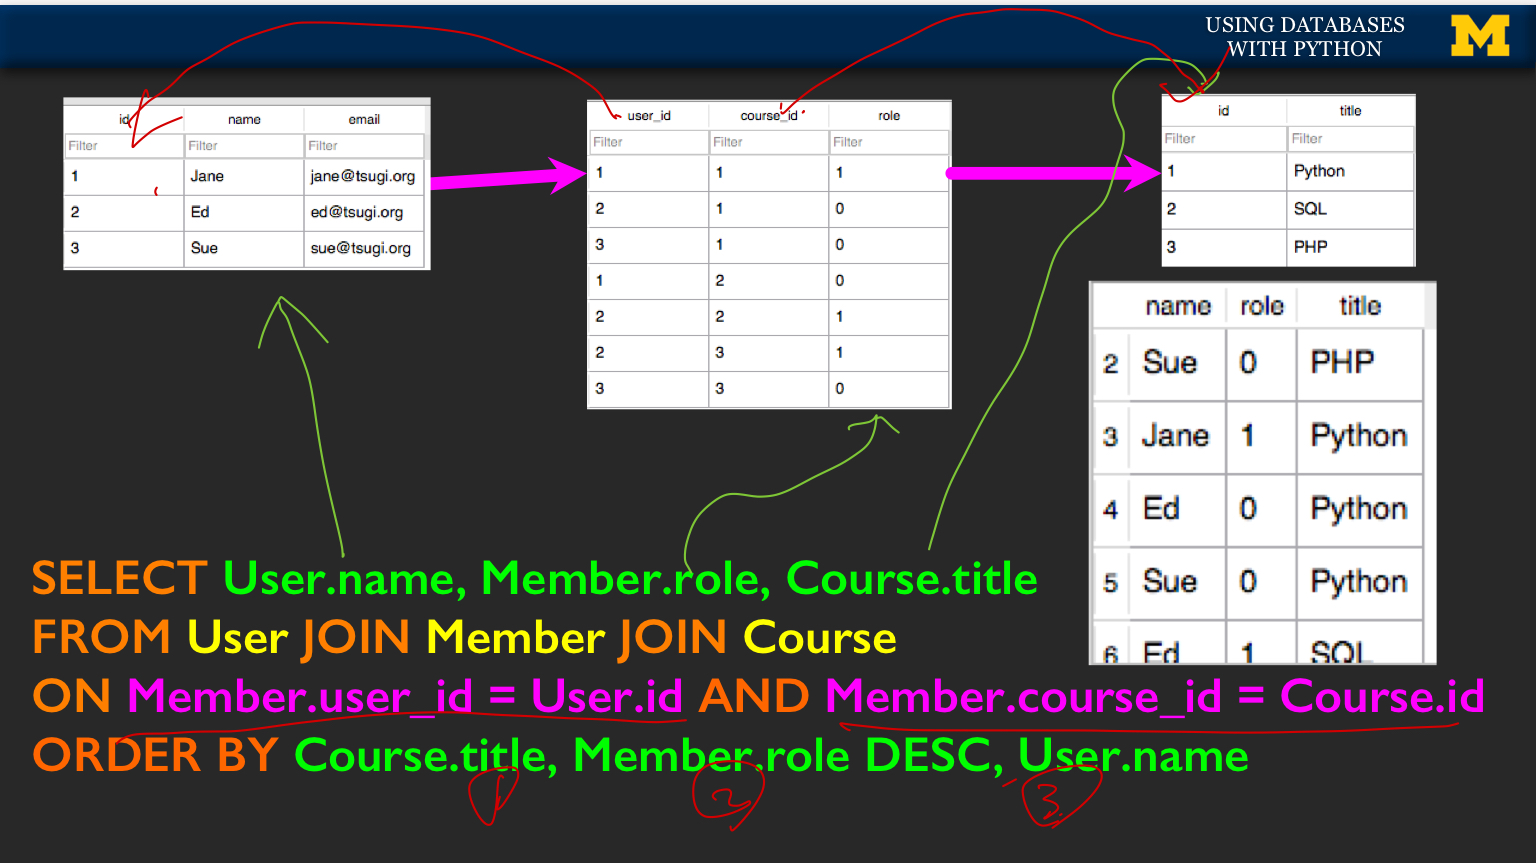 USING DATABASES
WITH PYTHON
M
id name email
Filter Filter Filter
1 Jane jane@tsugi.org
2 Ed ed@tsugi.org
3 Sue sue@tsugi.org
user_id course_id role
Filter Filter Filter
1 1 1
2 1 0
3 1 0
1 2 0
2 2 1
2 3 1
3 3 0
id title
Filter Filter
1 Python
2 SQL
3 PHP
name role title
2 Sue 0 PHP
3 Jane 1 Python
4 Ed 0 Python
5 Sue 0 Python
6 Ed 1 SQL
SELECT User.name, Member.role, Course.title
FROM User JOIN Member JOIN Course
ON Member.user_id = User.id AND Member.course_id = Course.id
ORDER BY Course.title, Member.role DESC, User.name
1 2 3